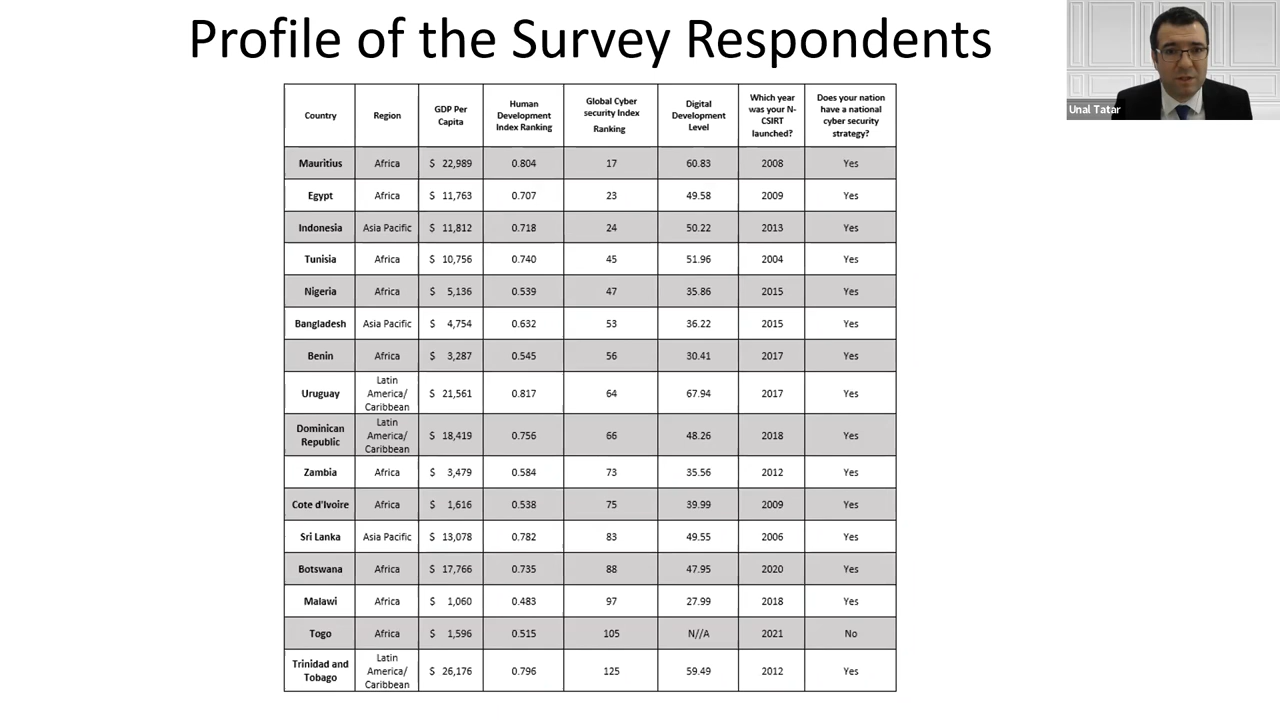 Profile of the Survey Respondents
Unal Tatar
Country Region GDP Per Capita Human Development Index Ranking Global Cyber security Index Ranking Digital Development Level Which year was your N-CSIRT launched? Does your nation have a national cyber security strategy?
Mauritius Africa $ 22,989 0.804 17 60.83 2008 Yes
Egypt Africa $ 11,763 0.707 23 49.58 2009 Yes
Indonesia Asia Pacific $ 11,812 0.718 24 50.22 2013 Yes
Tunisia Africa $ 10,756 0.740 45 51.96 2004 Yes
Nigeria Africa $ 5,136 0.539 47 35.86 2015 Yes
Bangladesh Asia Pacific $ 4,754 0.632 53 36.22 2015 Yes
Benin Africa $ 3,287 0.545 56 30.41 2017 Yes
Uruguay Latin America/ Caribbean $ 21,561 0.817 64 67.94 2017 Yes
Dominican Republic Latin America/ Caribbean $ 18,419 0.756 66 48.26 2018 Yes
Zambia Africa $ 3,479 0.584 73 35.56 2012 Yes
Cote d'Ivoire Africa $ 1,616 0.538 75 39.99 2009 Yes
Sri Lanka Asia Pacific $ 13,078 0.782 83 49.55 2006 Yes
Botswana Africa $ 17,766 0.735 88 47.95 2020 Yes
Malawi Africa $ 1,060 0.483 97 27.99 2018 Yes
Togo Africa $ 1,596 0.515 105 N//A 2021 No
Trinidad and Tobago Latin America/ Caribbean $ 26,176 0.796 125 59.49 2012 Yes